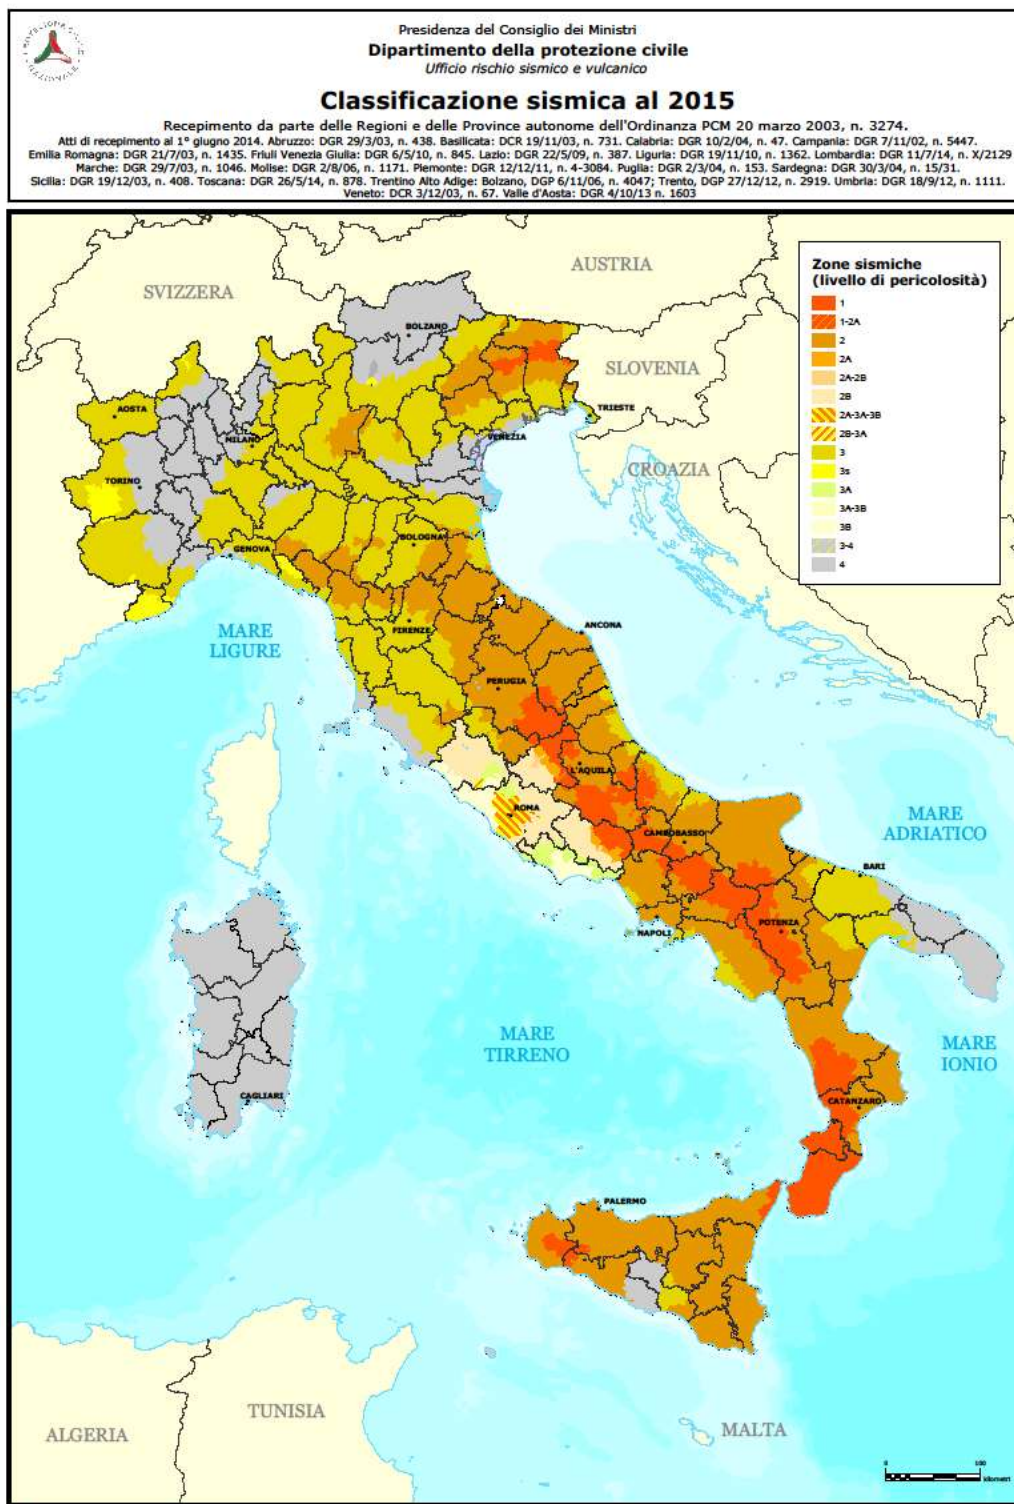 PROTEZIONE CIVILE
NAZIONALE
Presidenza del Consiglio dei Ministri
Dipartimento della protezione civile
Ufficio rischio sismico e vulcanico
Classificazione sismica al 2015
Recepimento da parte delle Regioni e delle Province autonome dell'Ordinanza PCM 20 marzo 2003, n. 3274.
Atti di recepimento al 1° giugno 2014. Abruzzo: DGR 29/3/03, n. 438. Basilicata: DCR 19/11/03, n. 731. Calabria: DGR 10/2/04, n. 47. Campania: DGR 7/11/02, n. 5447.
Emilia Romagna: DGR 21/7/03, n. 1435. Friuli Venezia Giulia: DGR 6/5/10, n. 845. Lazio: DGR 22/5/09, n. 387. Liguria: DGR 19/11/10, n. 1362. Lombardia: DGR 11/7/14, n. X/2129
Marche: DGR 29/7/03, n. 1046. Molise: DGR 2/8/06, n. 1171. Piemonte: DGR 12/12/11, n. 4-3084. Puglia: DGR 2/3/04, n. 153. Sardegna: DGR 30/3/04, n. 15/31.
Sicilia: DGR 19/12/03, n. 408. Toscana: DGR 26/5/14, n. 878. Trentino Alto Adige: Bolzano, DGP 6/11/06, n. 4047; Trento, DGP 27/12/12, n. 2919. Umbria: DGR 18/9/12, n. 1111.
Veneto: DCR 3/12/03, n. 67. Valle d'Aosta: DGR 4/10/13 n. 1603
Zone sismiche
(livello di pericolosità)
1
1-2A
2
2A
2A-2B
2B
2A-3A-3B
2B-3A
3
3s
3A
3A-3B
3B
3-4
4
AUSTRIA
SVIZZERA
BOLZANO
SLOVENIA
AOSTA
TRIESTE
MILANO
VENEZIA
CROAZIA
TORINO
BOLOGNA
GENOVA
MARE
LIGURE
FIRENZE
ANCONA
PERUGIA
L'AQUILA
ROMA
MARE
ADRIATICO
CAMBOBASSO
BARI
NAPOLI
POTENZA
MARE
TIRRENO
MARE
IONIO
CAGLIARI
CATANZARO
PALERMO
TUNISIA
ALGERIA
MALTA
0 100
kilometri